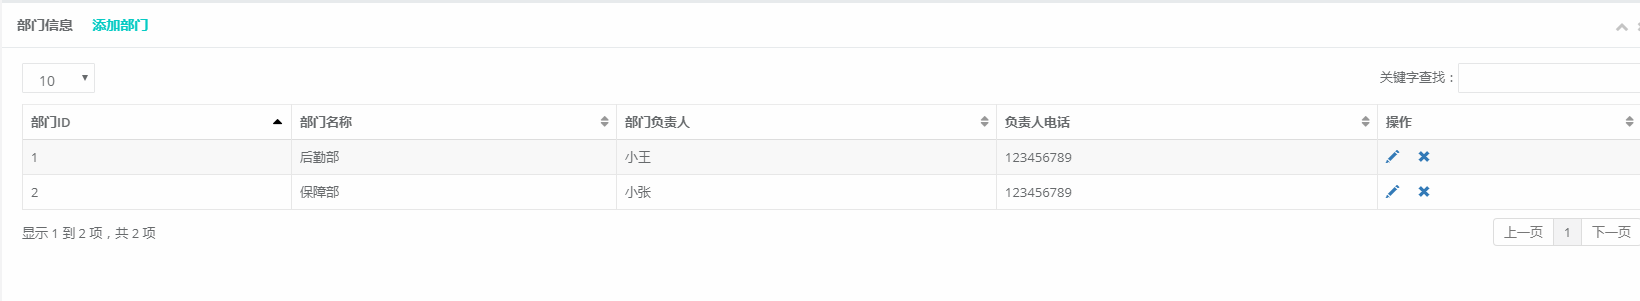 部门信息 添加部门
10 关键字查找：
部门ID 部门名称 部门负责人 负责人电话 操作
1 后勤部 小王 123456789
2 保障部 小张 123456789
显示 1 到 2 项，共 2 项 上一页 1 下一页